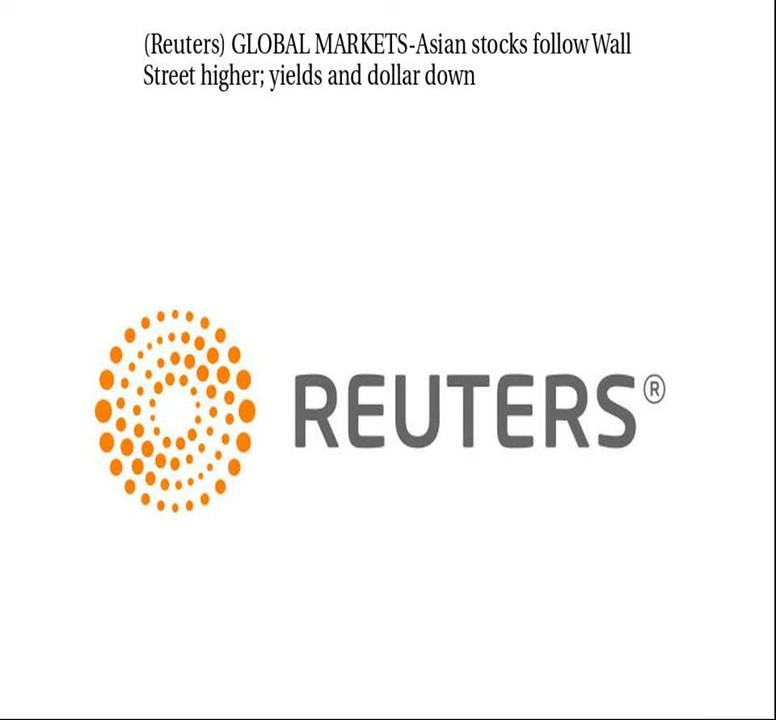 (Reuters) GLOBAL MARKETS-Asian stocks follow Wall
Street higher; yields and dollar down
REUTERS®